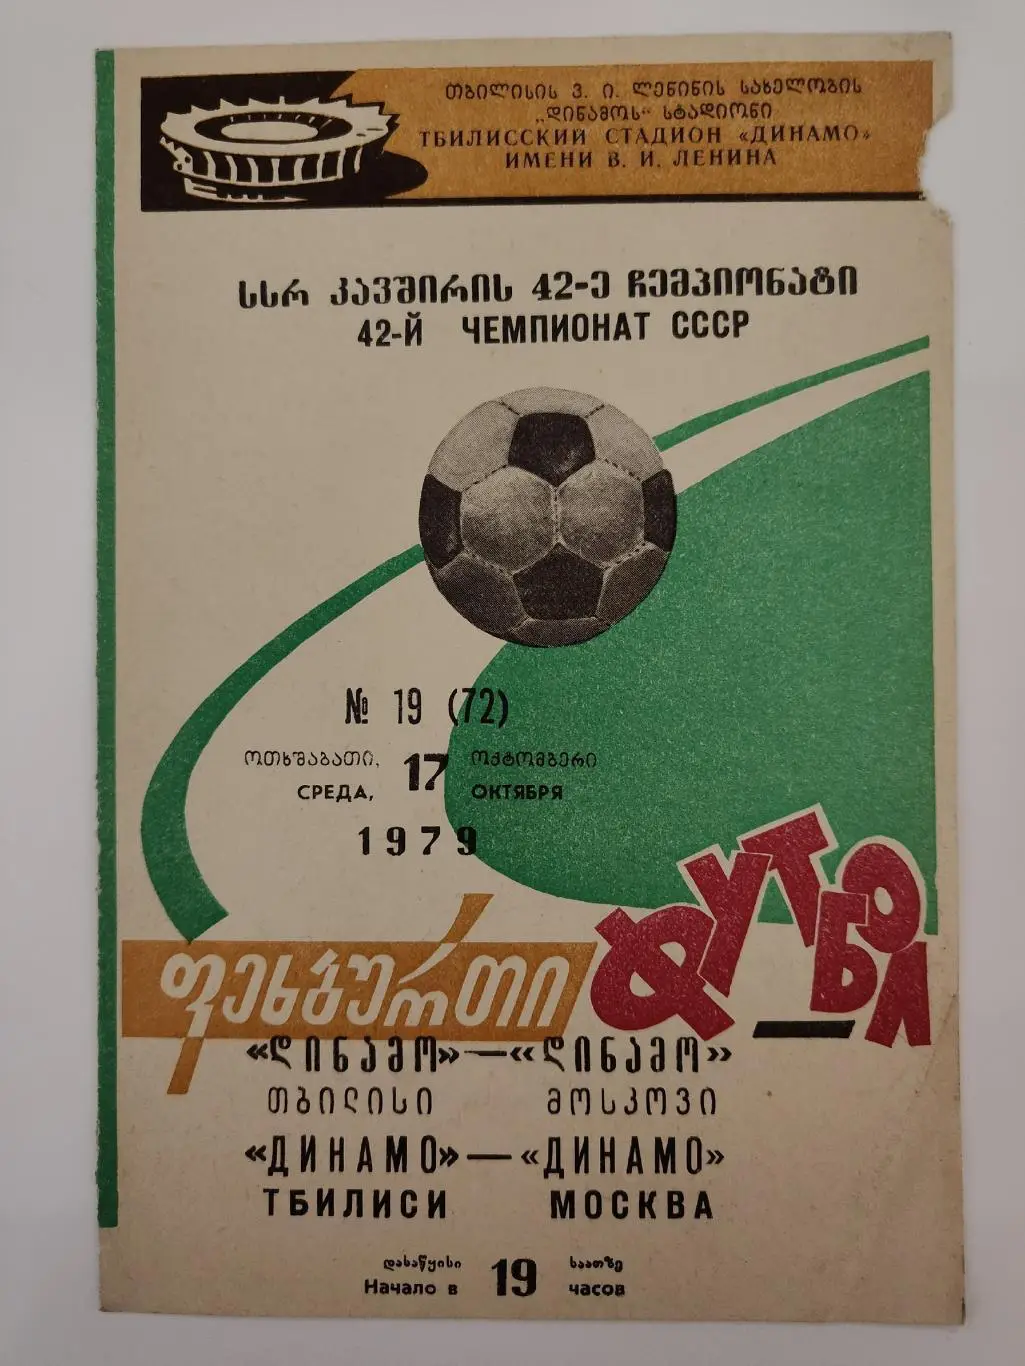 თბილისის ვ. ი. ლენინის სახელობის
„დინამოს“ სტადიონი
ТБИЛИССКИЙ СТАДИОН «ДИНАМО»
ИМЕНИ В. И. ЛЕНИНА
სსრ კავშირის 42-ე ჩემპიონატი
42-Й ЧЕМПИОНАТ СССР
№ 19 (72)
ოთხშაბათი, 17 ოქტომბერი
СРЕДА, ОКТЯБРЯ
1979
ФУТБОЛ
ფეხბურთი
«დინამო»—«დინამო»
თბილისი მოსკოვი
«ДИНАМО»—«ДИНАМО»
ТБИЛИСИ МОСКВА
დასაწყისი 19 საათზე
Начало в часов